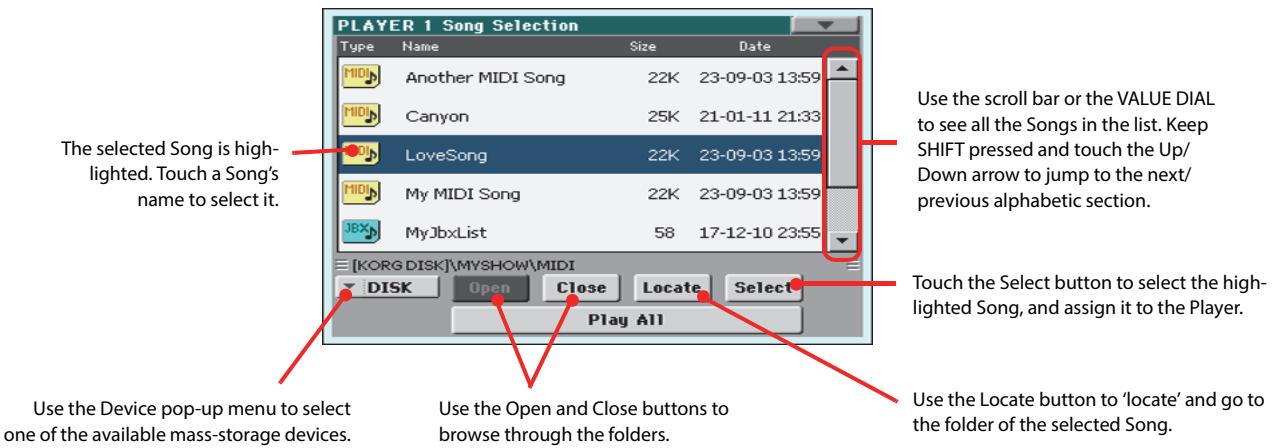 PLAYER 1 Song Selection
Type Name Size Date
MIDI Another MIDI Song 22K 23-09-03 13:59
MIDI Canyon 25K 21-01-11 21:33
MIDI LoveSong 22K 23-09-03 13:59
MIDI My MIDI Song 22K 23-09-03 13:59
JBX MyJbxList 58 17-12-10 23:55
[KORG DISK]\MYSHOW\MIDI
DISK Open Close Locate Select
Play All
The selected Song is high-
lighted. Touch a Song's
name to select it.
Use the scroll bar or the VALUE DIAL
to see all the Songs in the list. Keep
SHIFT pressed and touch the Up/
Down arrow to jump to the next/
previous alphabetic section.
Touch the Select button to select the high-
lighted Song, and assign it to the Player.
Use the Device pop-up menu to select
one of the available mass-storage devices.
Use the Open and Close buttons to
browse through the folders.
Use the Locate button to 'locate' and go to
the folder of the selected Song.